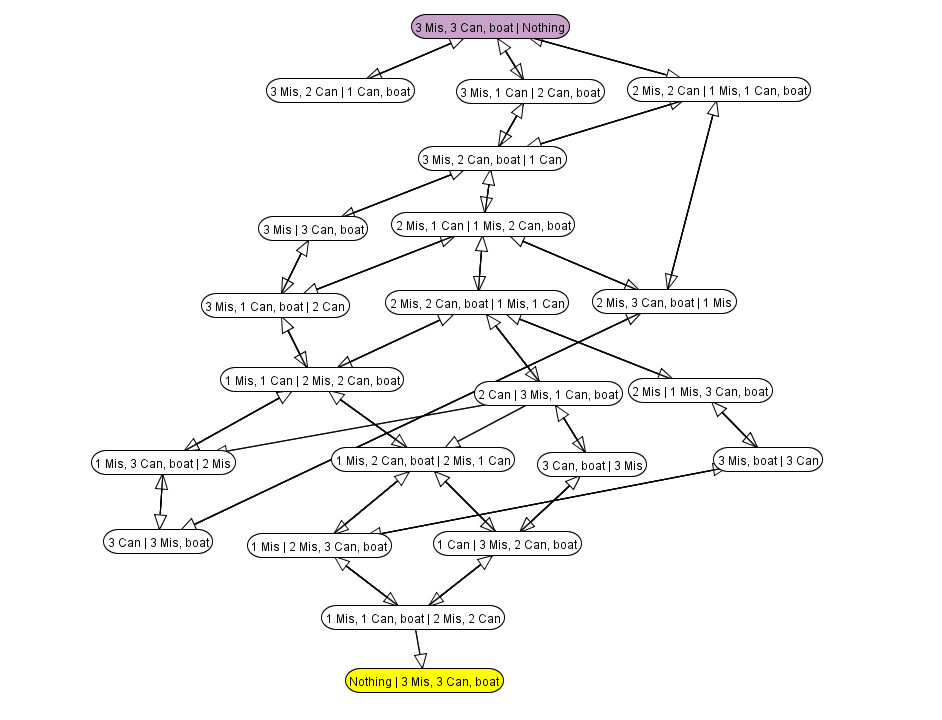 3 Mis, 3 Can, boat | Nothing
3 Mis, 2 Can | 1 Can, boat
3 Mis, 1 Can | 2 Can, boat
2 Mis, 2 Can | 1 Mis, 1 Can, boat
3 Mis, 2 Can, boat | 1 Can
3 Mis | 3 Can, boat
2 Mis, 1 Can | 1 Mis, 2 Can, boat
3 Mis, 1 Can, boat | 2 Can
2 Mis, 2 Can, boat | 1 Mis, 1 Can
2 Mis, 3 Can, boat | 1 Mis
1 Mis, 1 Can | 2 Mis, 2 Can, boat
2 Can | 3 Mis, 1 Can, boat
2 Mis | 1 Mis, 3 Can, boat
1 Mis, 3 Can, boat | 2 Mis
1 Mis, 2 Can, boat | 2 Mis, 1 Can
3 Can, boat | 3 Mis
3 Mis, boat | 3 Can
3 Can | 3 Mis, boat
1 Mis | 2 Mis, 3 Can, boat
1 Can | 3 Mis, 2 Can, boat
1 Mis, 1 Can, boat | 2 Mis, 2 Can
Nothing | 3 Mis, 3 Can, boat